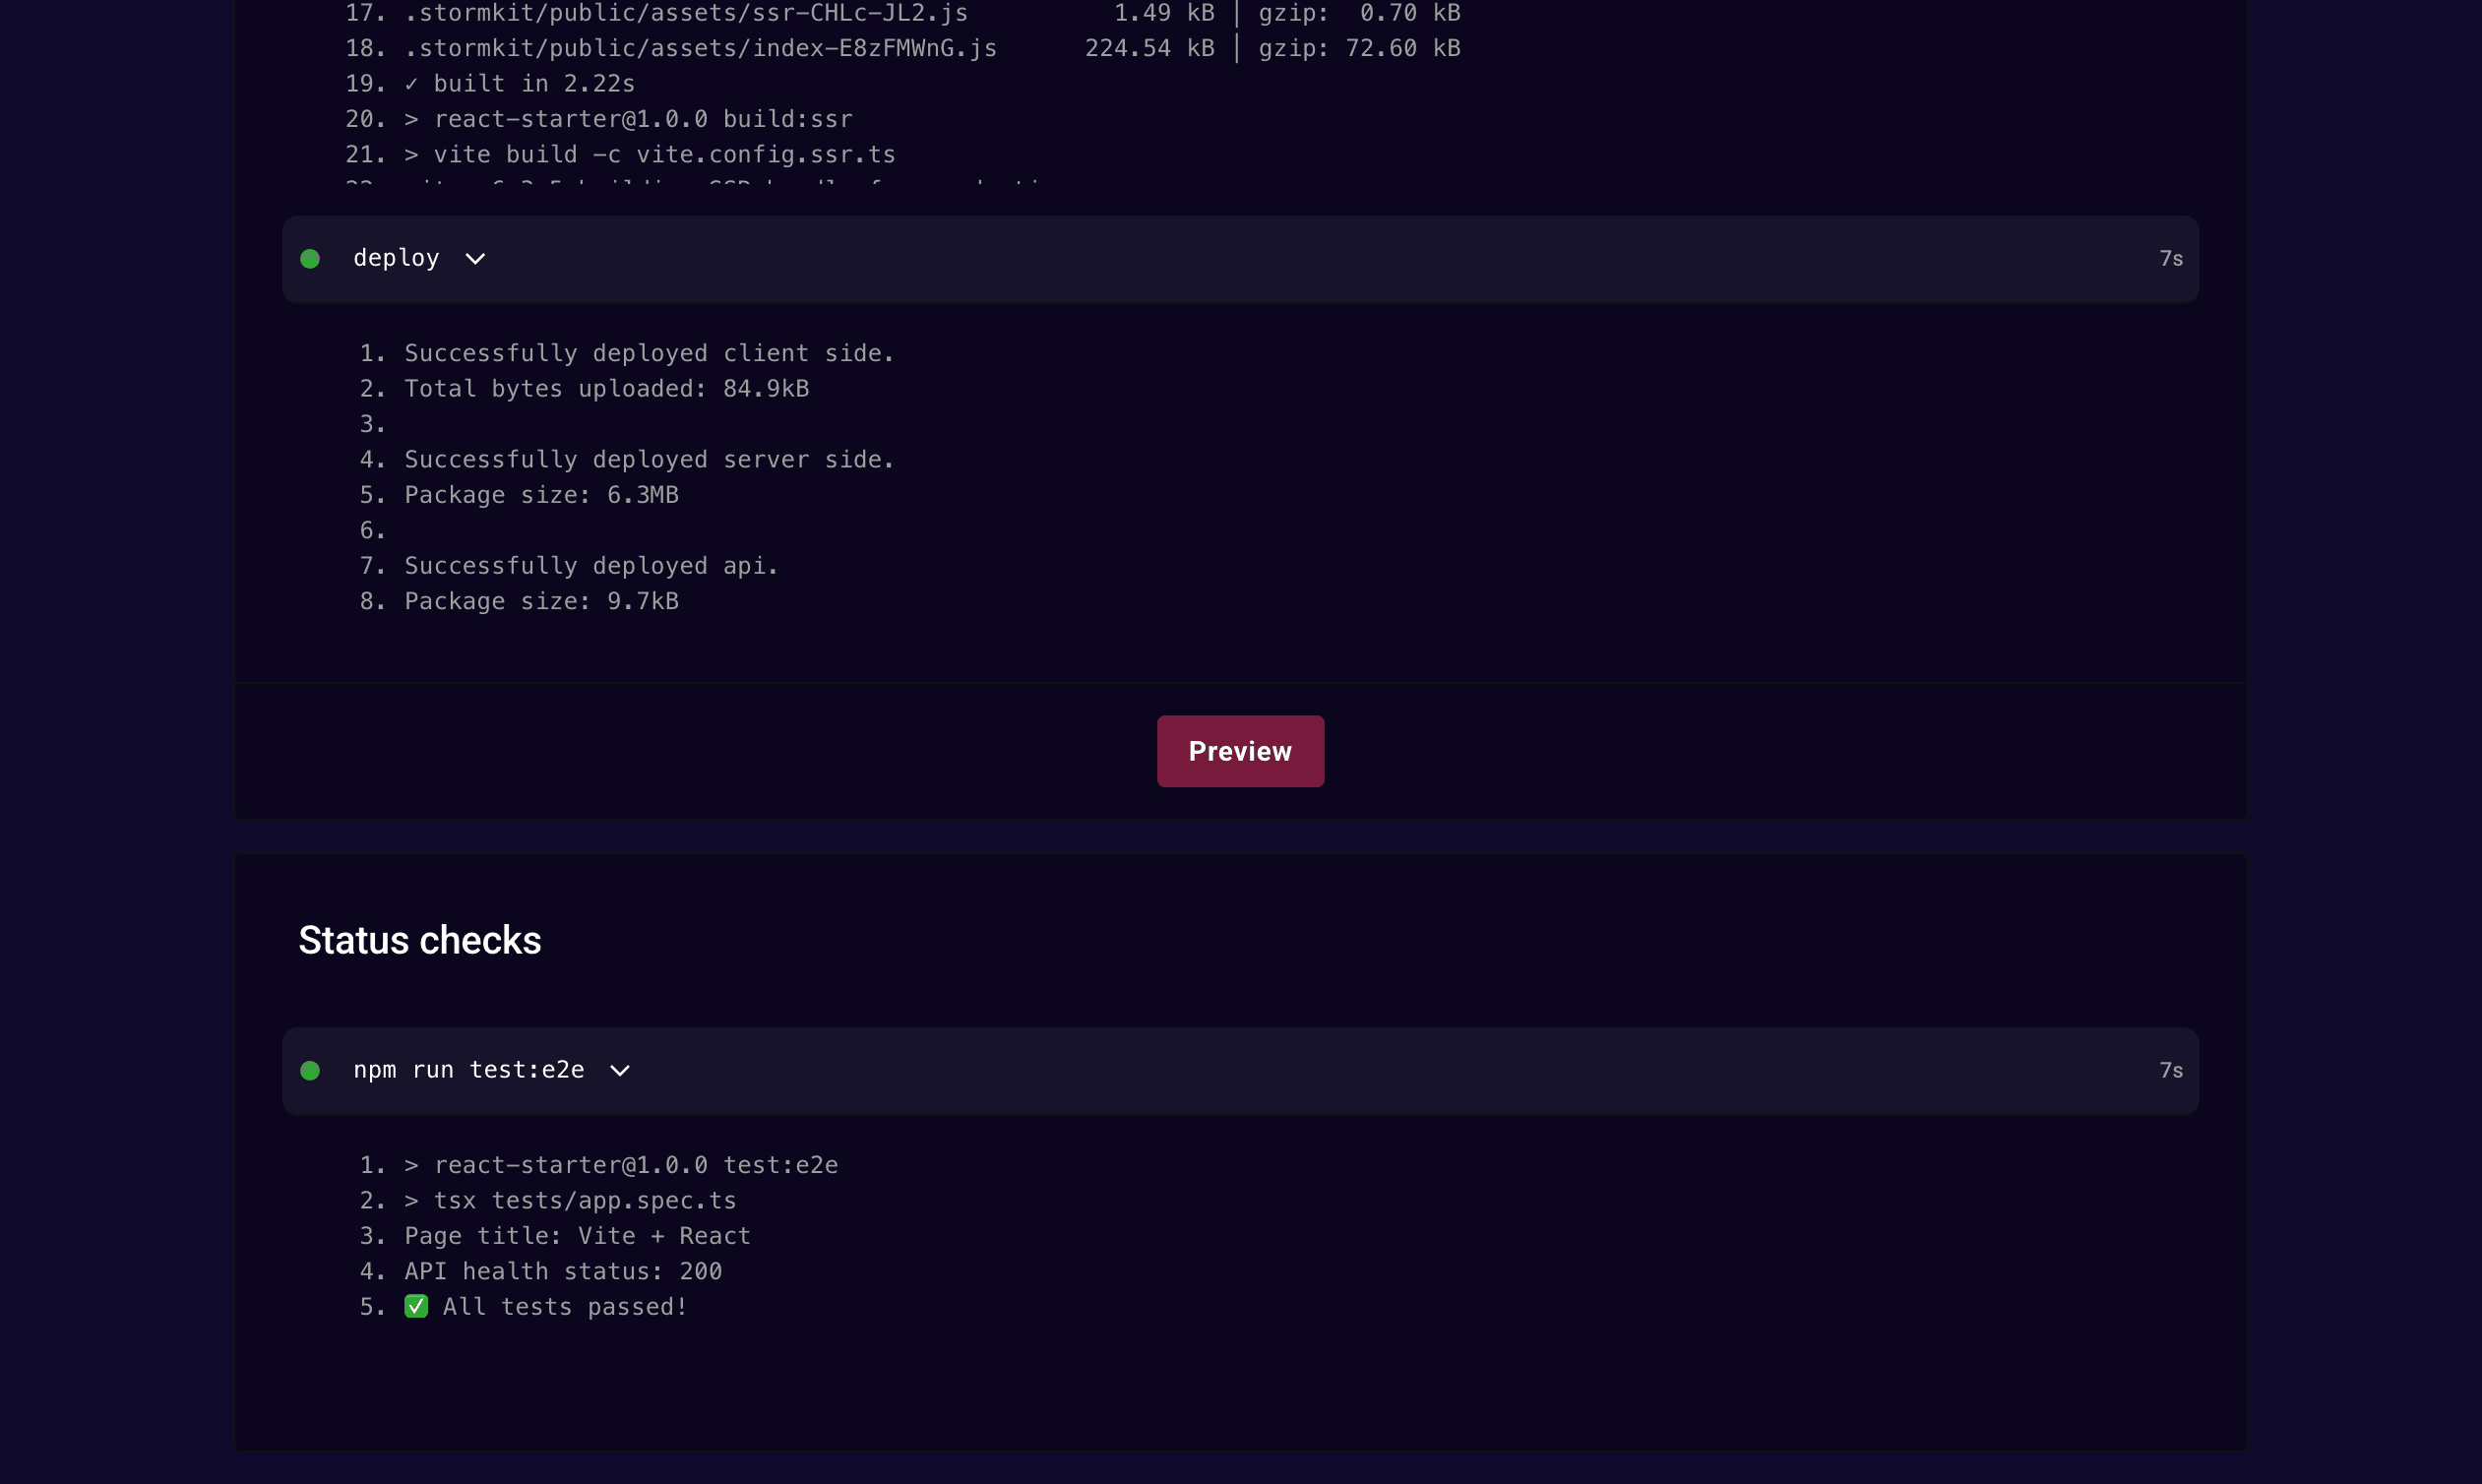 17. .stormkit/public/assets/ssr-CHLc-JL2.js 1.49 kB │ gzip: 0.70 kB
18. .stormkit/public/assets/index-E8zFMWnG.js 224.54 kB │ gzip: 72.60 kB
19. ✓ built in 2.22s
20. > react-starter@1.0.0 build:ssr
21. > vite build -c vite.config.ssr.ts
deploy 7s
1. Successfully deployed client side.
2. Total bytes uploaded: 84.9kB
3.
4. Successfully deployed server side.
5. Package size: 6.3MB
6.
7. Successfully deployed api.
8. Package size: 9.7kB
Preview
Status checks
npm run test:e2e 7s
1. > react-starter@1.0.0 test:e2e
2. > tsx tests/app.spec.ts
3. Page title: Vite + React
4. API health status: 200
5. ✅ All tests passed!